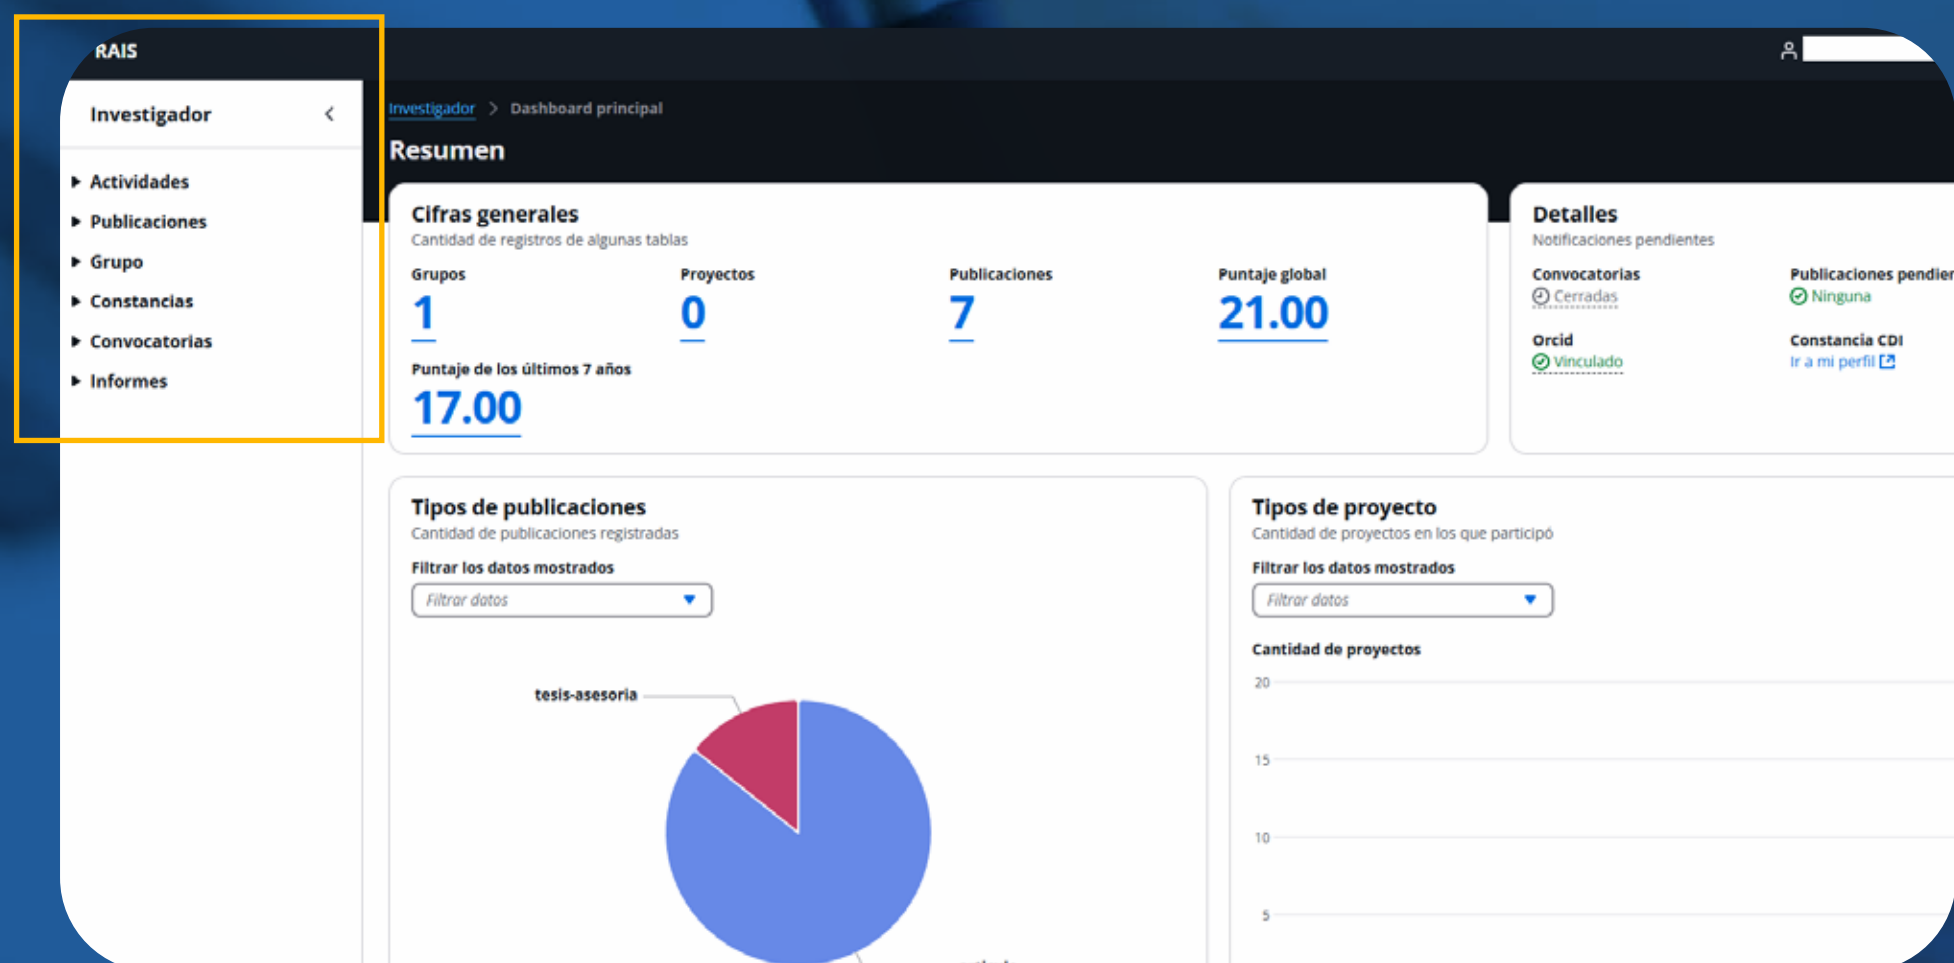 RAIS
Investigador
Actividades
Publicaciones
Grupo
Constancias
Convocatorias
Informes
Investigador > Dashboard principal
Resumen
Cifras generales
Cantidad de registros de algunas tablas
Grupos Proyectos Publicaciones Puntaje global
1 0 7 21.00
Puntaje de los últimos 7 años
17.00
Detalles
Notificaciones pendientes
Convocatorias
Cerradas
Publicaciones
Ninguna
Orcid
Vinculado
Constancia CDI
Ir a mi perfil
Tipos de publicaciones
Cantidad de publicaciones registradas
Filtrar los datos mostrados
Filtrar datos
tesis-asesoria
Tipos de proyecto
Cantidad de proyectos en los que participó
Filtrar los datos mostrados
Filtrar datos
Cantidad de proyectos
20
15
10
5